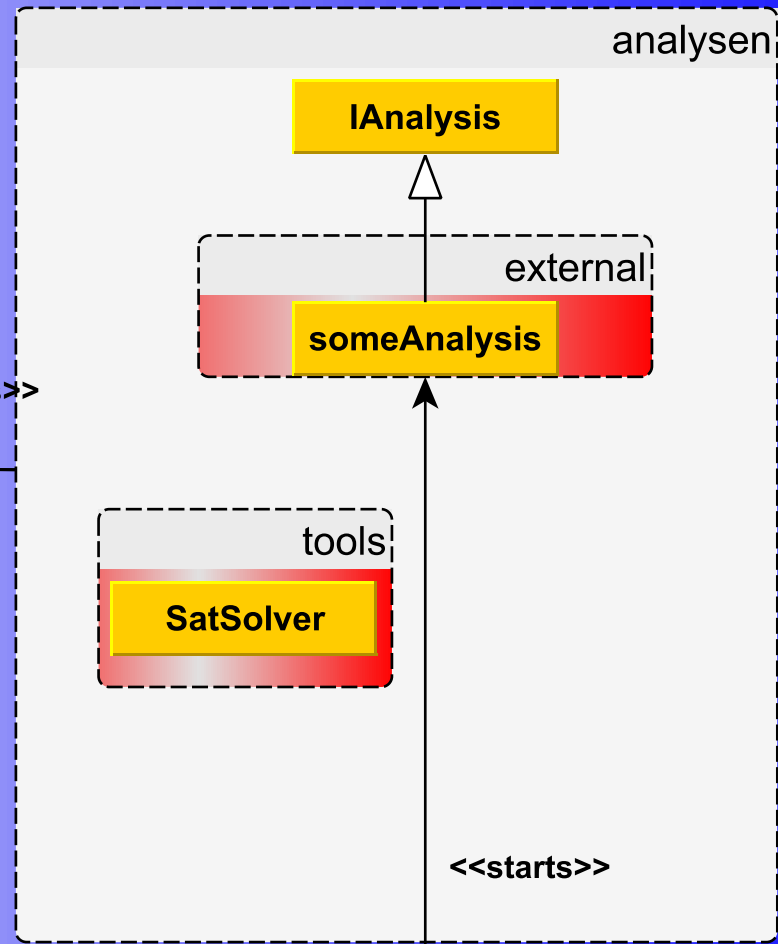 analysen
IAnalysis
external
someAnalysis
>>
tools
SatSolver
<<starts>>